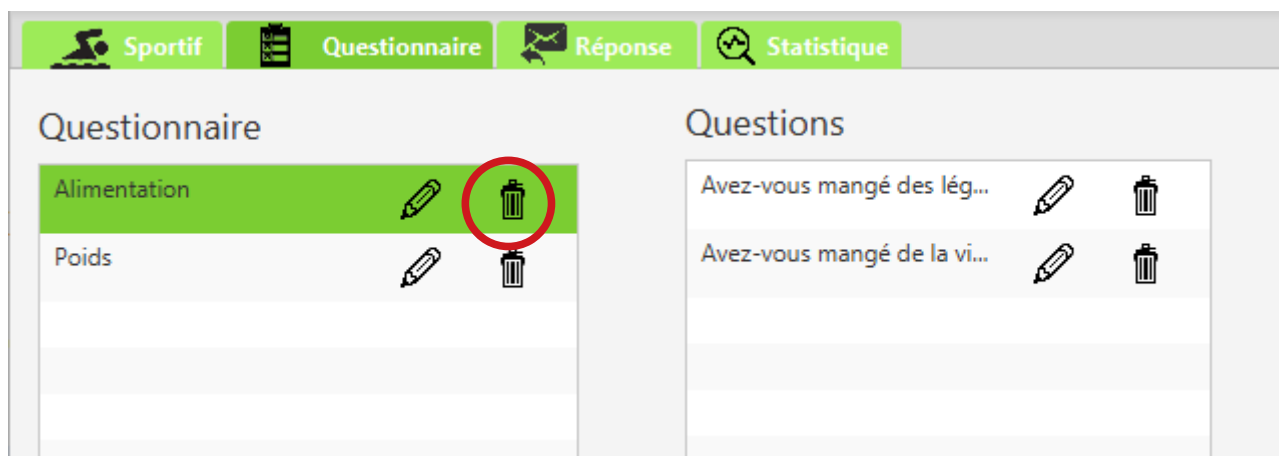 Sportif Questionnaire Réponse Statistique
Questionnaire
Alimentation
Poids
Questions
Avez-vous mangé des lég...
Avez-vous mangé de la vi...